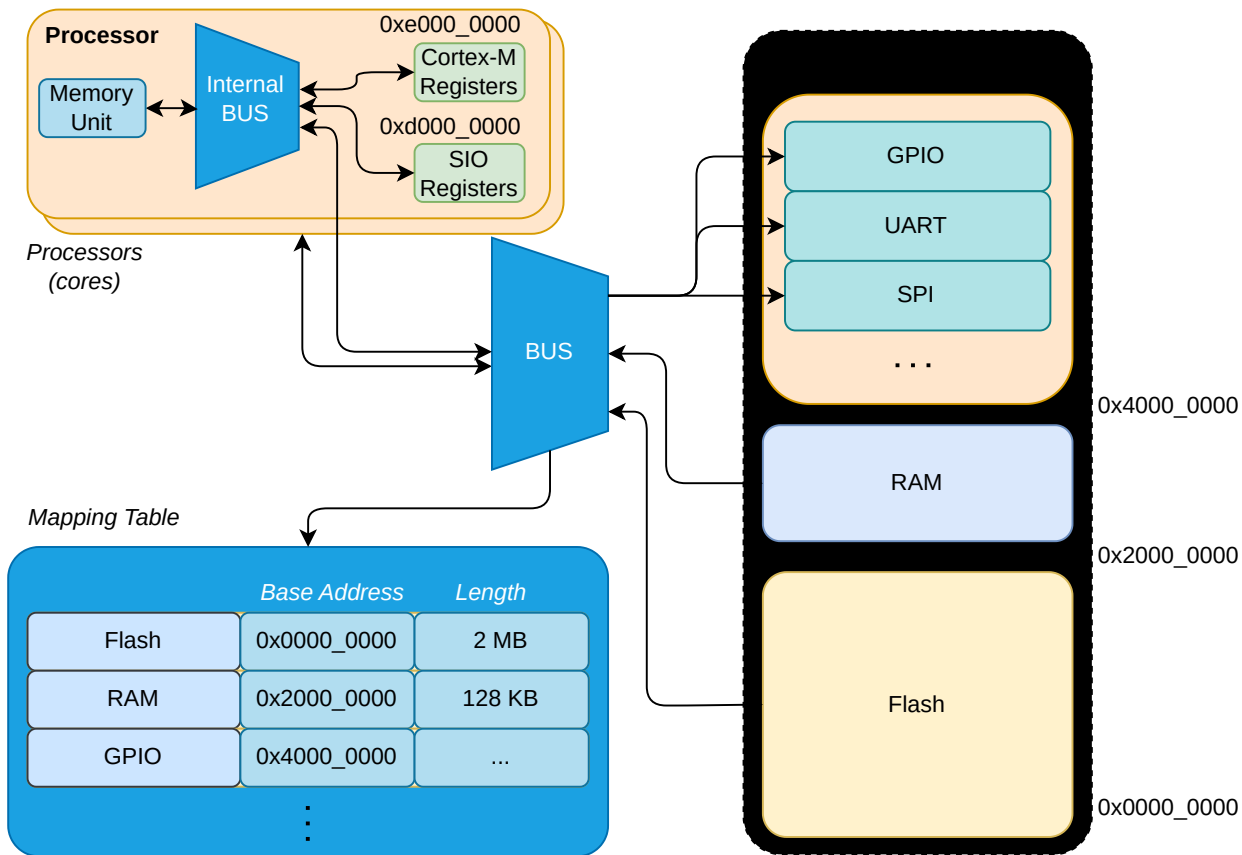 Processor
Memory
Unit
Internal
BUS
0xe000_0000
Cortex-M
Registers
0xd000_0000
SIO
Registers
Processors
(cores)
BUS
GPIO
UART
SPI
. . .
0x4000_0000
RAM
0x2000_0000
Flash
0x0000_0000
Mapping Table
Base Address Length
Flash 0x0000_0000 2 MB
RAM 0x2000_0000 128 KB
GPIO 0x4000_0000 ...
. . .